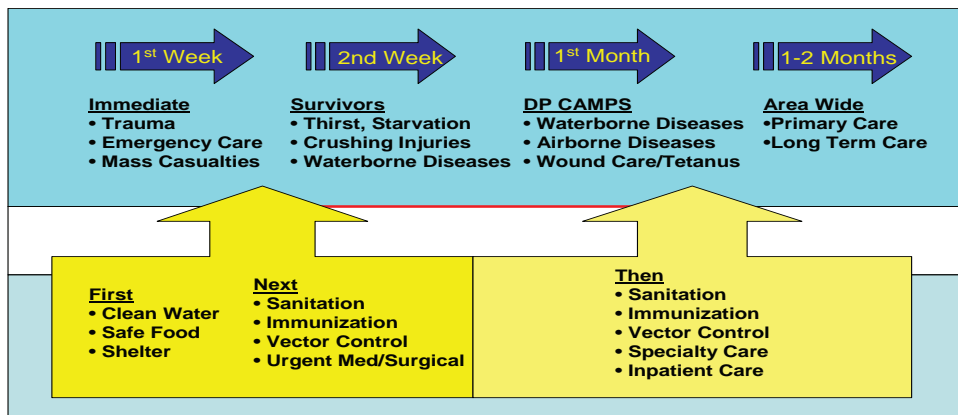 1st Week
2nd Week
1st Month
1-2 Months
Immediate
• Trauma
• Emergency Care
• Mass Casualties
Survivors
• Thirst, Starvation
• Crushing Injuries
• Waterborne Diseases
DP CAMPS
• Waterborne Diseases
• Airborne Diseases
• Wound Care/Tetanus
Area Wide
•Primary Care
•Long Term Care
First
• Clean Water
• Safe Food
• Shelter
Next
• Sanitation
• Immunization
• Vector Control
• Urgent Med/Surgical
Then
• Sanitation
• Immunization
• Vector Control
• Specialty Care
• Inpatient Care